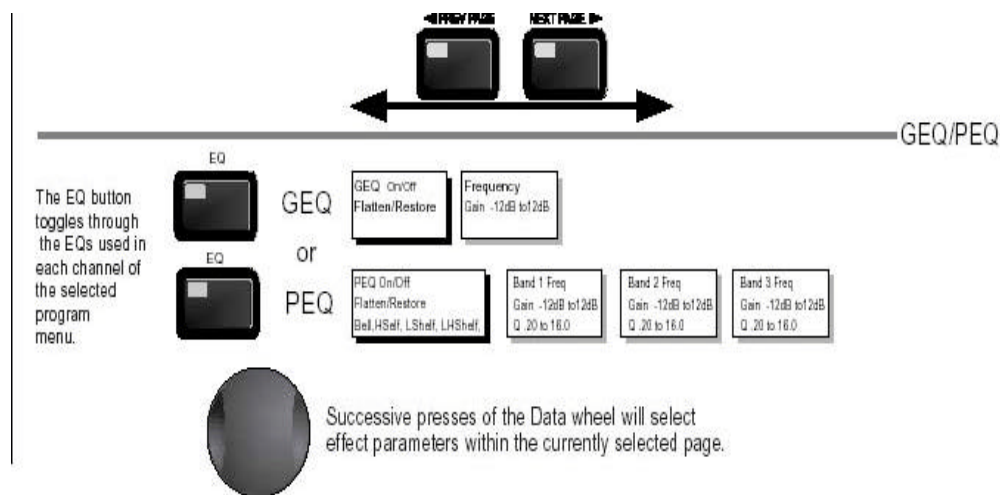 PREV PAGE NEXT PAGE
GEQ/PEQ
EQ
The EQ button
toggles through
the EQs used in
each channel of
the selected
program
menu.
GEQ
GEQ On/Off
Flatten/Restore
Frequency
Gain -12dB to12dB
or
EQ
PEQ
PEQ On/Off
Flatten/Restore
Bell,HSelf, LShelf, LHShelf,
Band 1 Freq
Gain -12dB to12dB
Q .20 to 16.0
Band 2 Freq
Gain -12dB to12dB
Q .20 to 16.0
Band 3 Freq
Gain -12dB to12dB
Q .20 to 16.0
Successive presses of the Data wheel will select
effect parameters within the currently selected page.